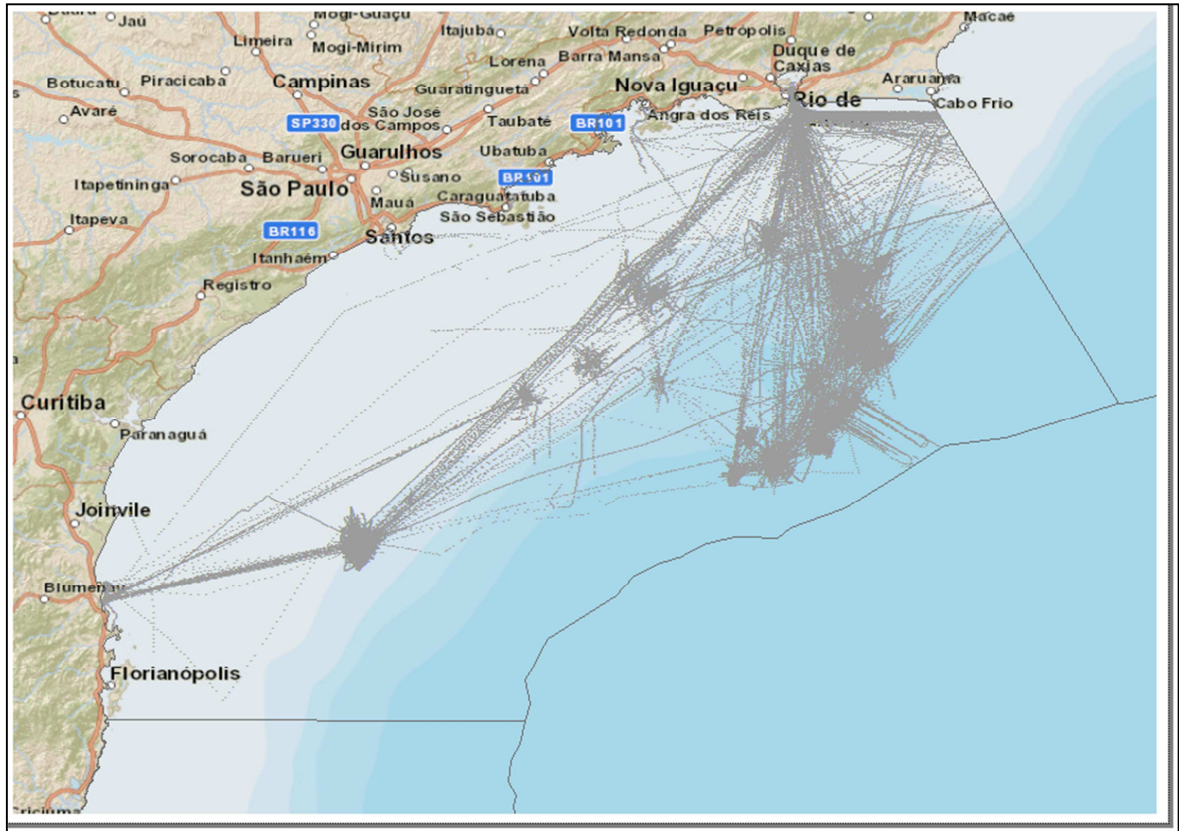 Jaú
Mogi-Guaçu
Macaé
Itajubá
Volta Redonda
Petrópolis
Limeira
Mogi-Mirim
Duque de
Caxias
Barra Mansa
Lorena
Botucatu
Piracicaba
Campinas
Guaratingueta
Nova Iguaçu
Araruama
Avaré
São José
dos Campos
Rio de
Cabo Frio
SP330
Taubaté
BR101
Angra dos Reis
Sorocaba
Barueri
Guarulhos
Ubatuba
Itapetininga
São Paulo
Susano
BR101
Mauá
Caraguatatuba
São Sebastião
Itapeva
BR116
Santos
Itanhaém
Registro
Curitiba
Paranaguá
Joinvile
Blumenau
Florianópolis
Criciuma